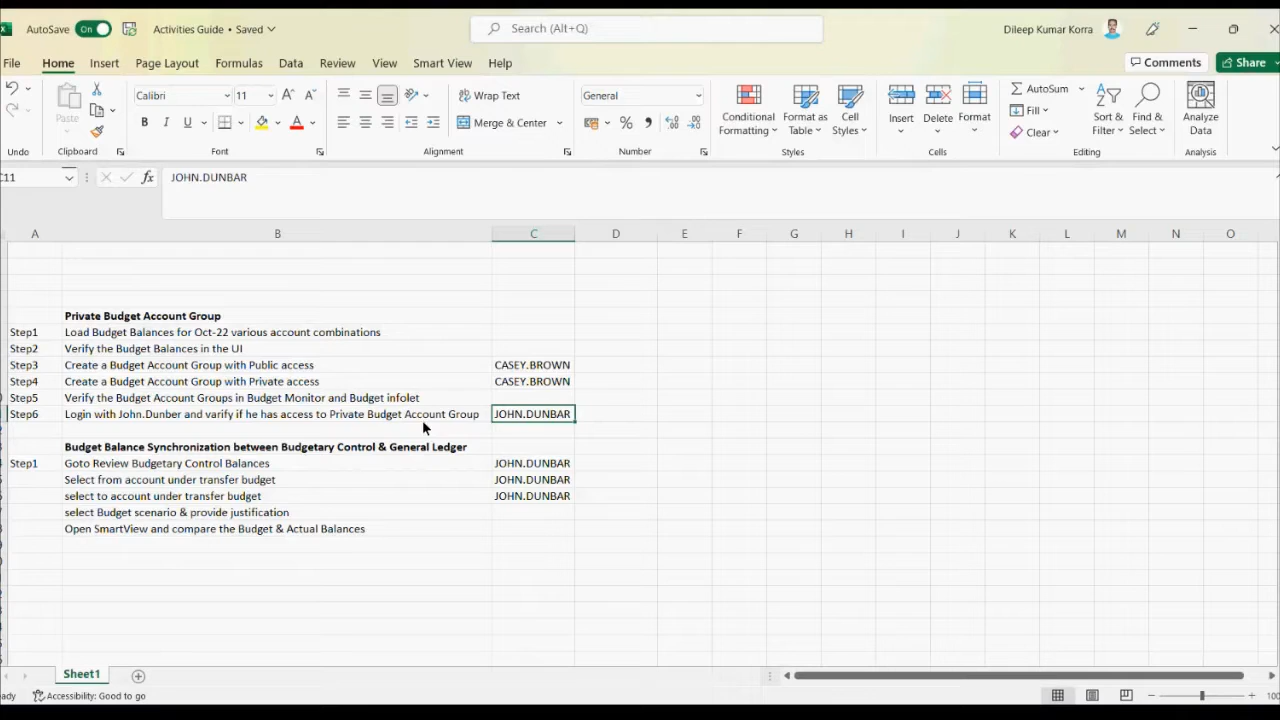 AutoSave On Activities Guide • Saved Search (Alt+Q) Dileep Kumar Korra
File Home Insert Page Layout Formulas Data Review View Smart View Help Comments Share
Calibri 11 Wrap Text General AutoSum
Paste B I U Merge & Center % Conditional Formatting Format as Table Cell Styles Insert Delete Format Fill Clear Sort & Filter Find & Select Analyze Data
Undo Clipboard Font Alignment Number Styles Cells Editing Analysis
C11 fx JOHN.DUNBAR
A B C D E F G H I J K L M N O
Private Budget Account Group
Step1 Load Budget Balances for Oct-22 various account combinations
Step2 Verify the Budget Balances in the UI
Step3 Create a Budget Account Group with Public access CASEY.BROWN
Step4 Create a Budget Account Group with Private access CASEY.BROWN
Step5 Verify the Budget Account Groups in Budget Monitor and Budget infolet
Step6 Login with John.Dunber and varify if he has access to Private Budget Account Group JOHN.DUNBAR
Budget Balance Synchronization between Budgetary Control & General Ledger
Step1 Goto Review Budgetary Control Balances JOHN.DUNBAR
Select from account under transfer budget JOHN.DUNBAR
select to account under transfer budget JOHN.DUNBAR
select Budget scenario & provide justification
Open SmartView and compare the Budget & Actual Balances
Sheet1
Accessibility: Good to go